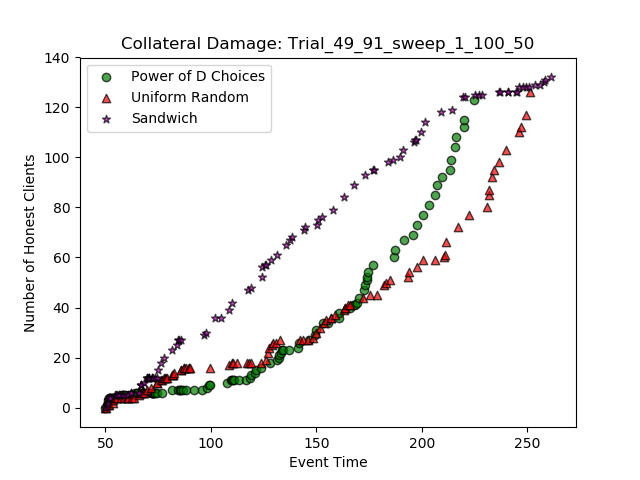 Collateral Damage: Trial_49_91_sweep_1_100_50
Power of D Choices
Uniform Random
Sandwich
Number of Honest Clients
140
120
100
80
60
40
20
0
50 100 150 200 250
Event Time